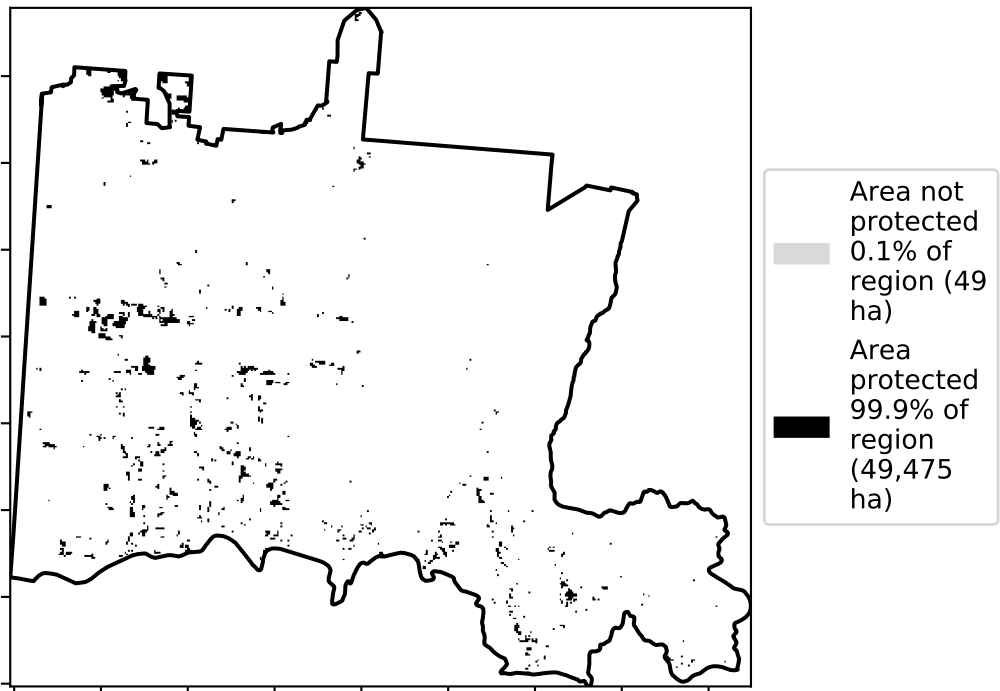 Area not
protected
0.1% of
region (49
ha)
Area
protected
99.9% of
region
(49,475
ha)